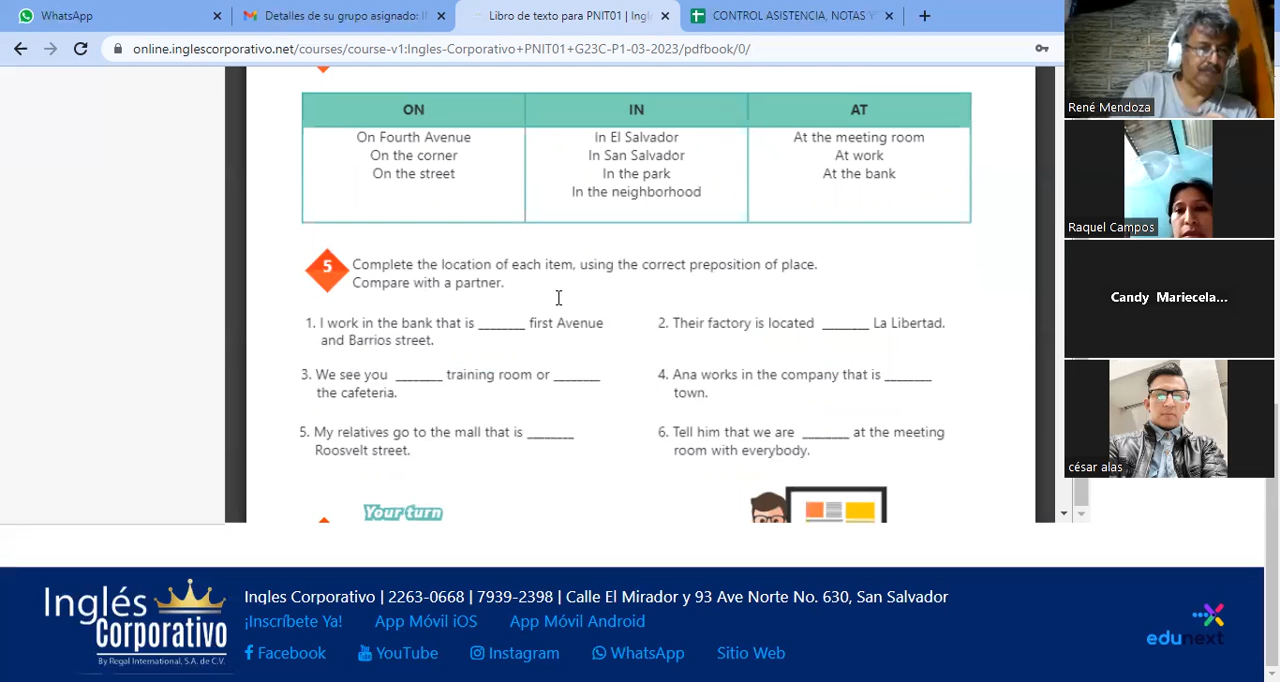 WhatsApp
Detalles de su grupo asignado: I
Libro de texto para PNIT01 | Ingl
CONTROL ASISTENCIA, NOTAS Y
online.inglescorporativo.net/courses/course-v1:Ingles-Corporativo+PNIT01+G23C-P1-03-2023/pdfbook/0/
ON IN AT
On Fourth Avenue In El Salvador At the meeting room
On the corner In San Salvador At work
On the street In the park At the bank
In the neighborhood
5 Complete the location of each item, using the correct preposition of place.
Compare with a partner.
1. I work in the bank that is ________ first Avenue
and Barrios street.
2. Their factory is located ________ La Libertad.
3. We see you ________ training room or ________
the cafeteria.
4. Ana works in the company that is ________
town.
5. My relatives go to the mall that is ________
Roosvelt street.
6. Tell him that we are ________ at the meeting
room with everybody.
Your turn
René Mendoza
Raquel Campos
Candy Mariecela...
césar alas
Inglés
Corporativo
By Regal International, S.A. de C.V.
Ingles Corporativo | 2263-0668 | 7939-2398 | Calle El Mirador y 93 Ave Norte No. 630, San Salvador
¡Inscríbete Ya! App Móvil iOS App Móvil Android
Facebook YouTube Instagram WhatsApp Sitio Web
edunext